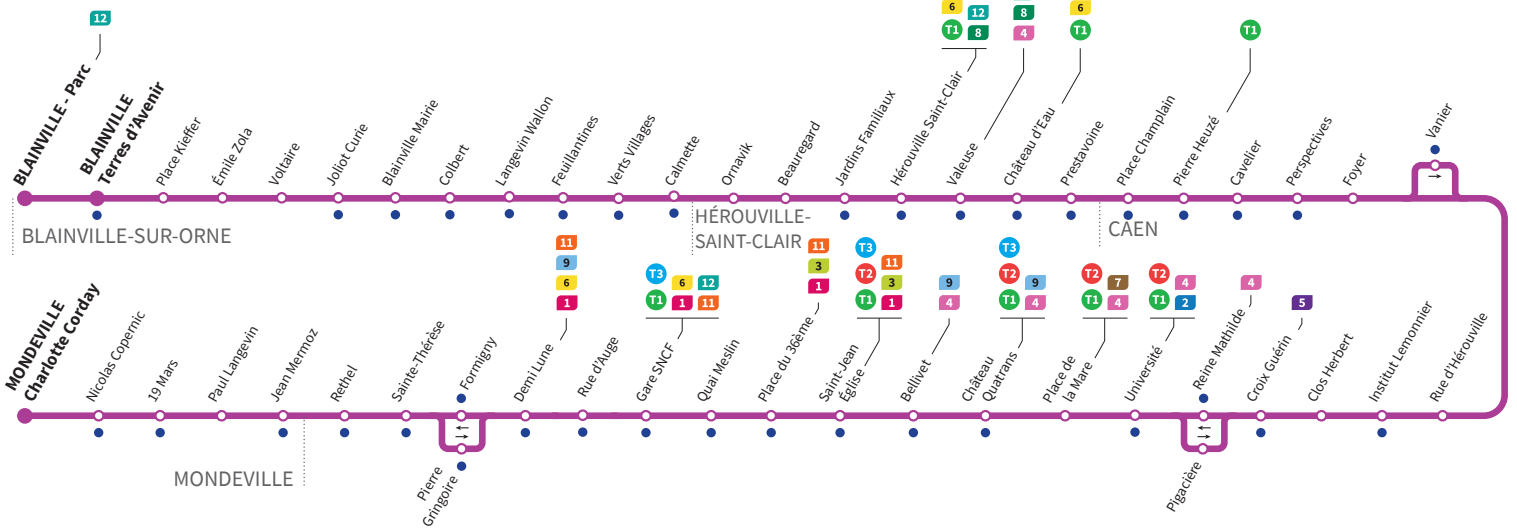 12
6
12
T1
8
8
4
6
T1
T1
BLAINVILLE - Parc
BLAINVILLE
Terres d'Avenir
Place Kieffer
Émile Zola
Voltaire
Joliot Curie
Blainville Mairie
Colbert
Langevin Wallon
Feuillantines
Verts Villages
Calmette
Ornavik
Beauregard
Jardins Familiaux
Hérouville Saint-Clair
Valeuse
Château d'Eau
Prestavoine
Place Champlain
Pierre Heuzé
Cavelier
Perspectives
Foyer
Vanier
→
BLAINVILLE-SUR-ORNE
HÉROUVILLE-
SAINT-CLAIR
CAEN
11
9
6
1
T3
6
12
T1
1
11
11
3
1
T3
T2
11
3
T1
1
9
4
T3
T2
9
T1
4
T2
7
T1
4
T2
4
T1
2
4
5
MONDEVILLE
Charlotte Corday
Nicolas Copernic
19 Mars
Paul Langevin
Jean Mermoz
Rethel
Sainte-Thérèse
Formigny
Demi Lune
Rue d'Auge
Gare SNCF
Quai Meslin
Place du 36ème
Saint-Jean
Église
Bellivet
Château
Quatrans
Place de
la Mare
Université
Reine Mathilde
Croix Guérin
Clos Herbert
Institut Lemonnier
Rue d'Hérouville
←
→
←
→
MONDEVILLE
Pierre
Gringoire
Pigacière